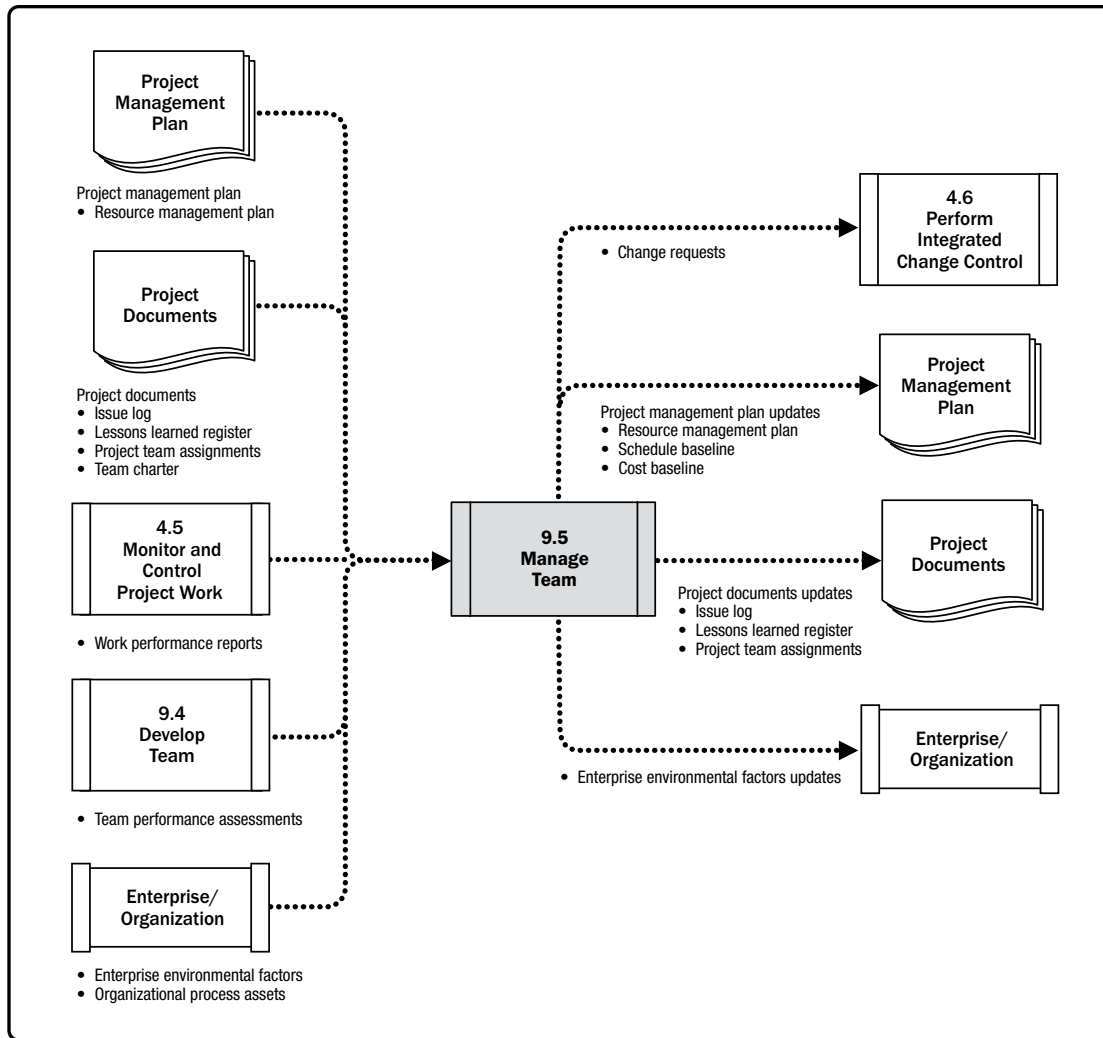 Project
Management
Plan
Project management plan
• Resource management plan
Project
Documents
Project documents
• Issue log
• Lessons learned register
• Project team assignments
• Team charter
4.5
Monitor and
Control
Project Work
• Work performance reports
9.4
Develop
Team
• Team performance assessments
Enterprise/
Organization
• Enterprise environmental factors
• Organizational process assets
9.5
Manage
Team
• Change requests
4.6
Perform
Integrated
Change Control
Project management plan updates
• Resource management plan
• Schedule baseline
• Cost baseline
Project
Management
Plan
Project documents updates
• Issue log
• Lessons learned register
• Project team assignments
Project
Documents
• Enterprise environmental factors updates
Enterprise/
Organization